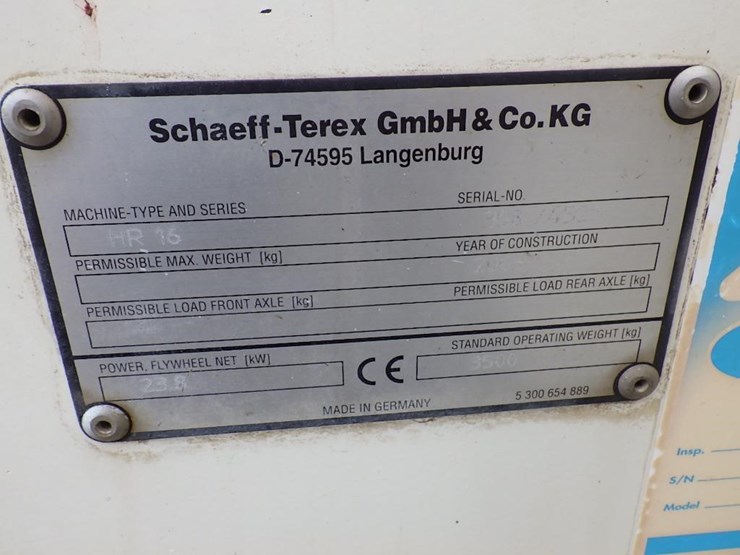 Schaeff-Terex GmbH & Co.KG
D-74595 Langenburg
MACHINE-TYPE AND SERIES
SERIAL-NO.
HR 16
PERMISSIBLE MAX. WEIGHT [kg]
YEAR OF CONSTRUCTION
PERMISSIBLE LOAD FRONT AXLE [kg]
PERMISSIBLE LOAD REAR AXLE [kg]
POWER, FLYWHEEL NET [kW]
CE
STANDARD OPERATING WEIGHT [kg]
3500
MADE IN GERMANY
5 300 654 889
Insp.
S/N
Model